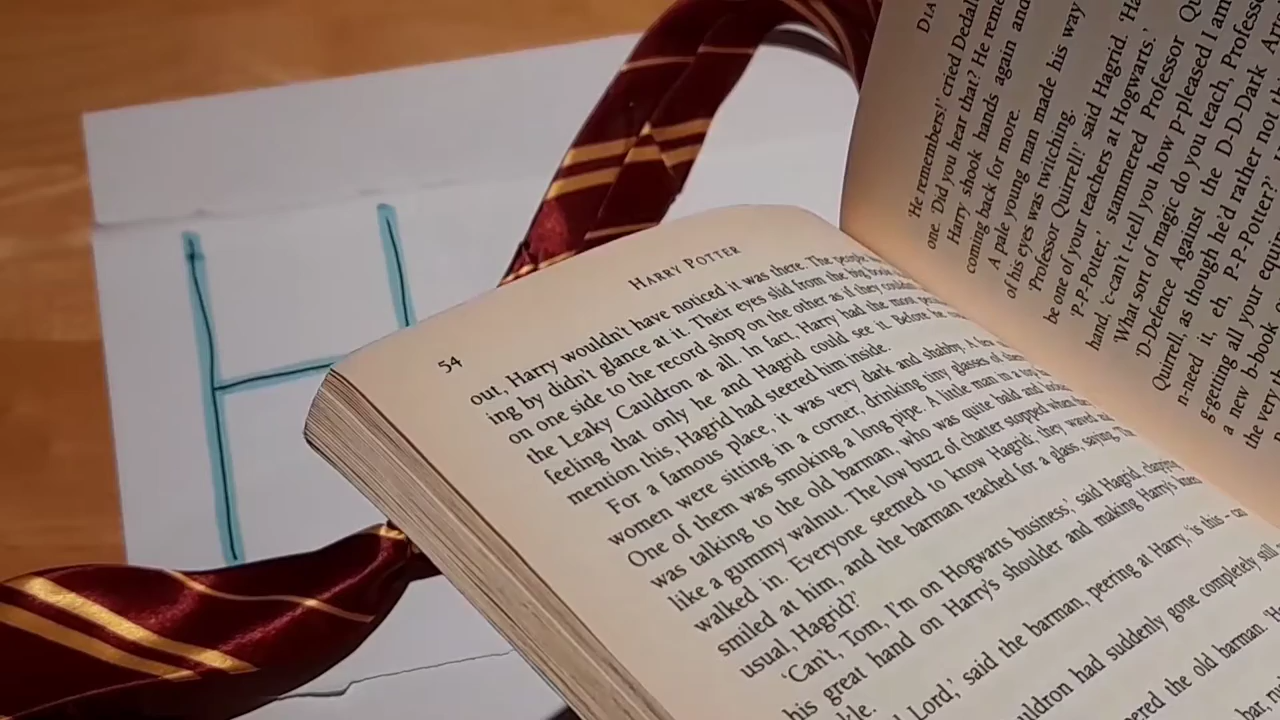 H
HARRY POTTER
54
out, Harry wouldn't have noticed it was there. The people
ing by didn't glance at it. Their eyes slid from the big book
on one side to the record shop on the other as if they couldn't
the Leaky Cauldron at all. In fact, Harry had the most
feeling that only he and Hagrid could see it. Before he
mention this, Hagrid had steered him inside.
For a famous place, it was very dark and shabby. A few
women were sitting in a corner, drinking tiny glasses of
One of them was smoking a long pipe. A little man in a top
was talking to the old barman, who was quite bald and looked
like a gummy walnut. The low buzz of chatter stopped when
walked in. Everyone seemed to know Hagrid; they waved
smiled at him, and the barman reached for a glass, saying,
usual, Hagrid?'
'Can't, Tom, I'm on Hogwarts business,' said Hagrid, clapping
his great hand on Harry's shoulder and making Harry's knees
Lord,' said the barman, peering at Harry, 'is this – can
had suddenly gone completely still
the old barman.
bar,
'He remembers!' cried
one. 'Did you hear that? He
Harry shook hands again and
coming back for more.
A pale young man made his way
of his eyes was twitching.
'Professor Quirrell!' said Hagrid.
be one of your teachers at Hogwarts.'
'P-P-Potter,' stammered Professor
hand, 'c-can't t-tell you how p-pleased I am
'What sort of magic do you teach,
'D-Defence Against the D-D-Dark
Quirrell, as though he'd rather not
n-need it, eh, P-P-Potter?'
g-getting all your
a new b-book
the very